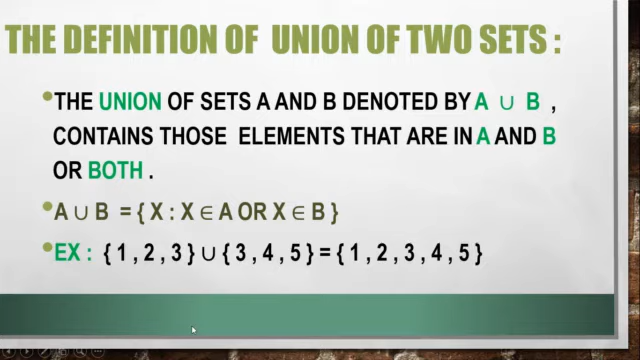 THE DEFINITION OF UNION OF TWO SETS :
•THE UNION OF SETS A AND B DENOTED BY A ∪ B ,
CONTAINS THOSE ELEMENTS THAT ARE IN A AND B
OR BOTH .
•A ∪ B = { X : X ∈ A OR X ∈ B }
•EX : { 1 , 2 , 3 } ∪ { 3 , 4 , 5 } = { 1 , 2 , 3 , 4 , 5 }